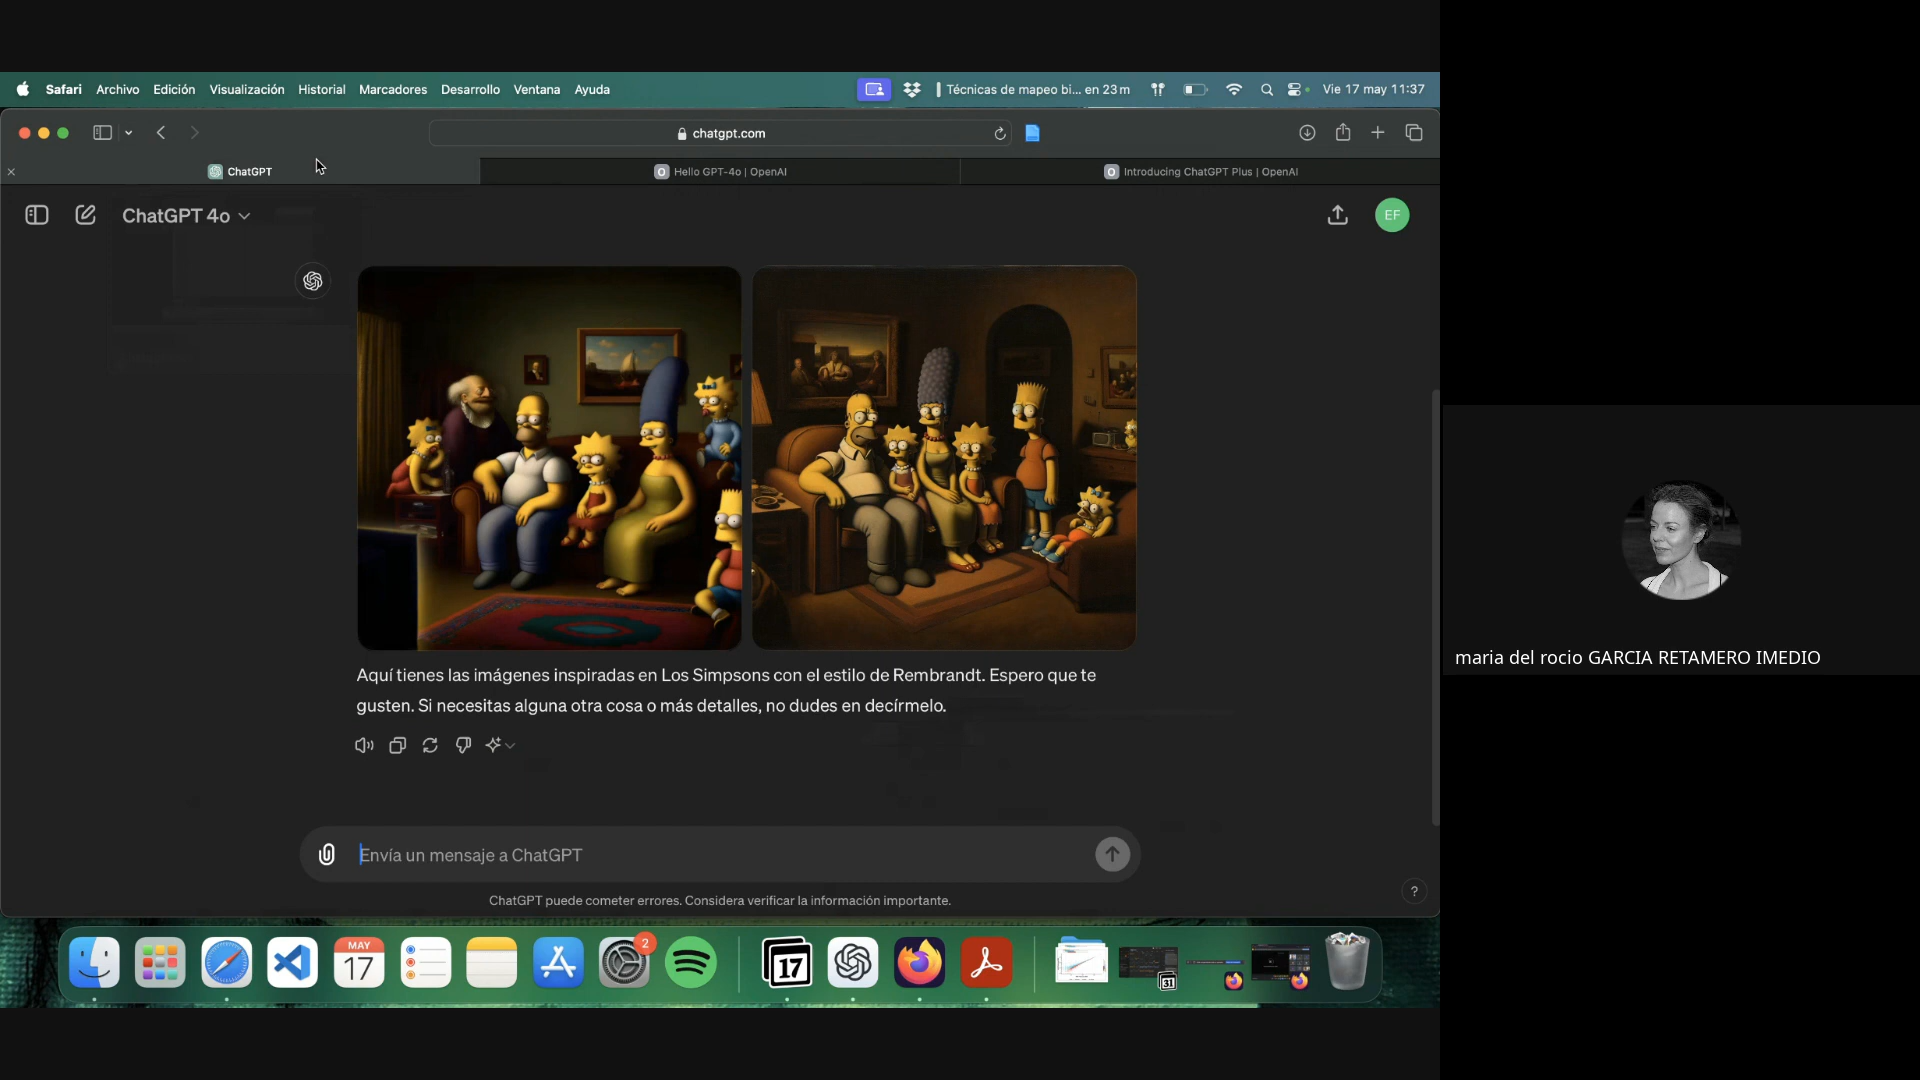 Safari Archivo Edición Visualización Historial Marcadores Desarrollo Ventana Ayuda
Técnicas de mapeo bi... en 23 m Vie 17 may 11:37
chatgpt.com
ChatGPT
Hello GPT-4o | OpenAI
Introducing ChatGPT Plus | OpenAI
ChatGPT 4o
EF
Aquí tienes las imágenes inspiradas en Los Simpsons con el estilo de Rembrandt. Espero que te
gusten. Si necesitas alguna otra cosa o más detalles, no dudes en decírmelo.
maria del rocio GARCIA RETAMERO IMEDIO
Envía un mensaje a ChatGPT
ChatGPT puede cometer errores. Considera verificar la información importante.
?
MAY
17
2
17
31